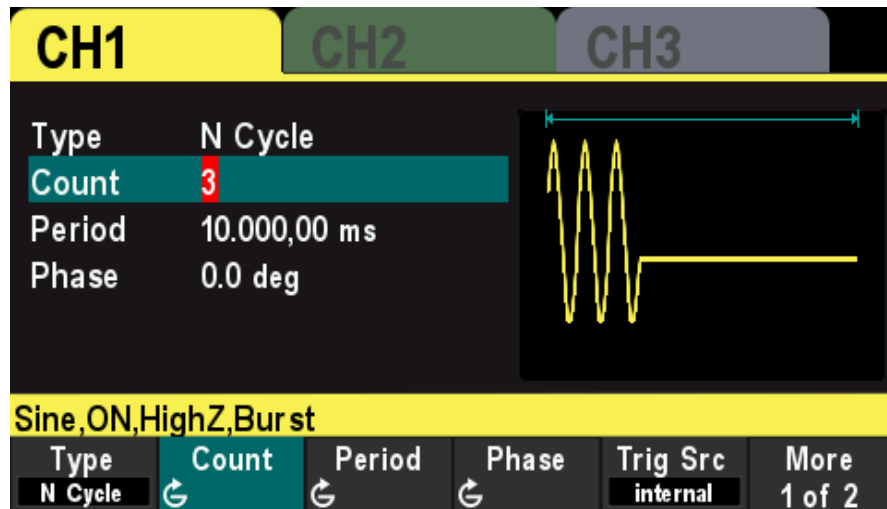 CH1 CH2 CH3
Type N Cycle
Count 3
Period 10.000,00 ms
Phase 0.0 deg
Sine,ON,HighZ,Burst
Type Count Period Phase Trig Src More
N Cycle internal 1 of 2